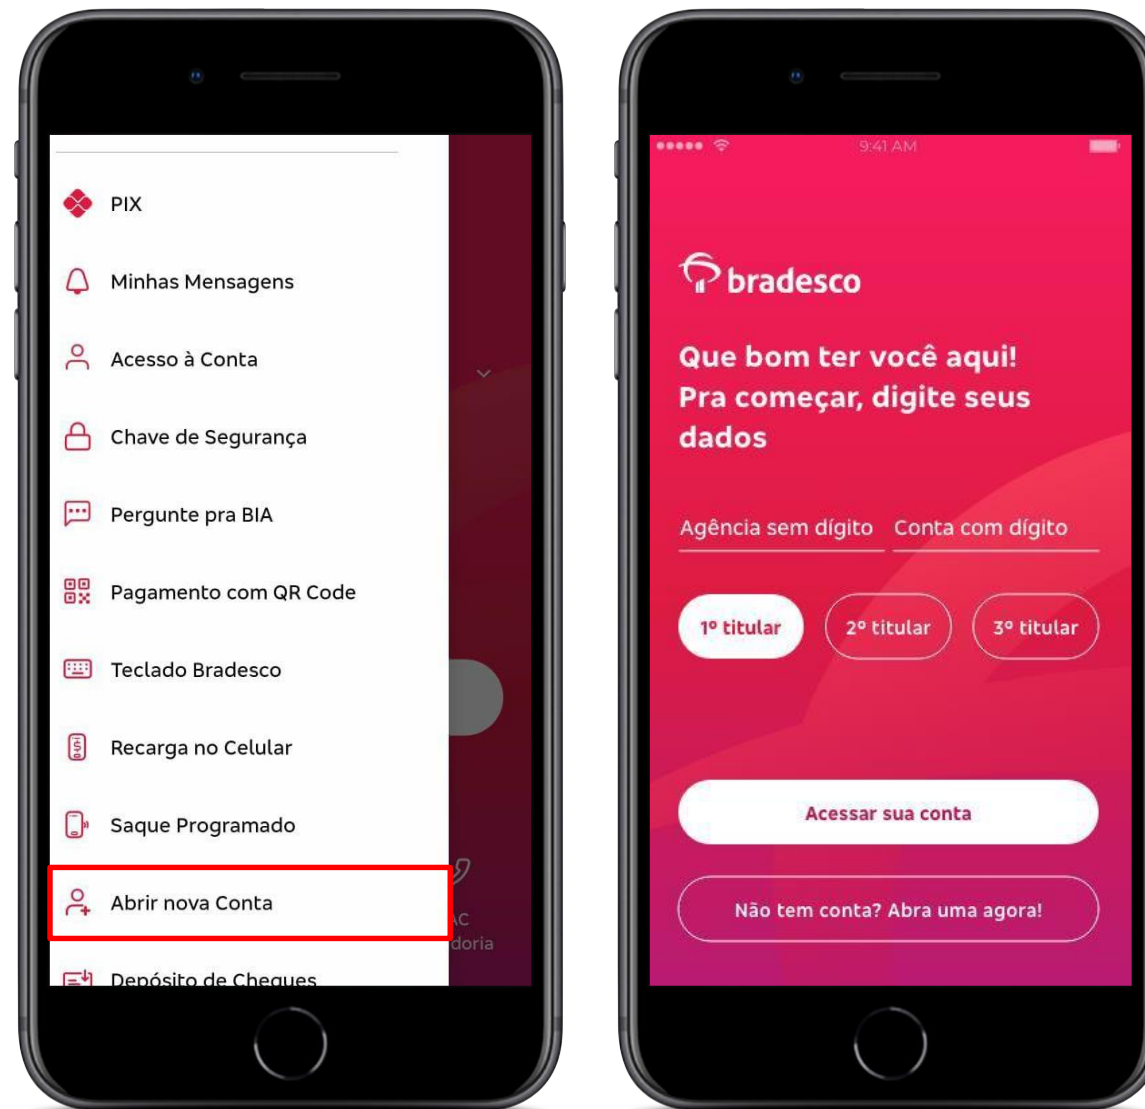 PIX
Minhas Mensagens
Acesso à Conta
Chave de Segurança
Pergunte pra BIA
Pagamento com QR Code
Teclado Bradesco
Recarga no Celular
Saque Programado
Abrir nova Conta
Depósito de Cheques
9:41 AM
bradesco
Que bom ter você aqui!
Pra começar, digite seus
dados
Agência sem dígito Conta com dígito
1º titular 2º titular 3º titular
Acessar sua conta
Não tem conta? Abra uma agora!